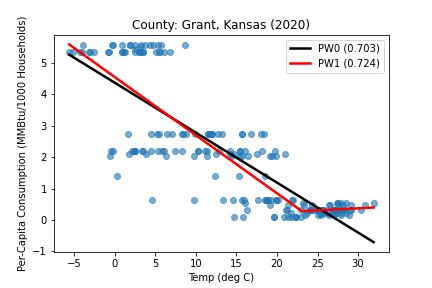 County: Grant, Kansas (2020)
Per-Capita Consumption (MMBtu/1000 Households)
5
4
3
2
1
0
−1
PW0 (0.703)
PW1 (0.724)
−5 0 5 10 15 20 25 30
Temp (deg C)